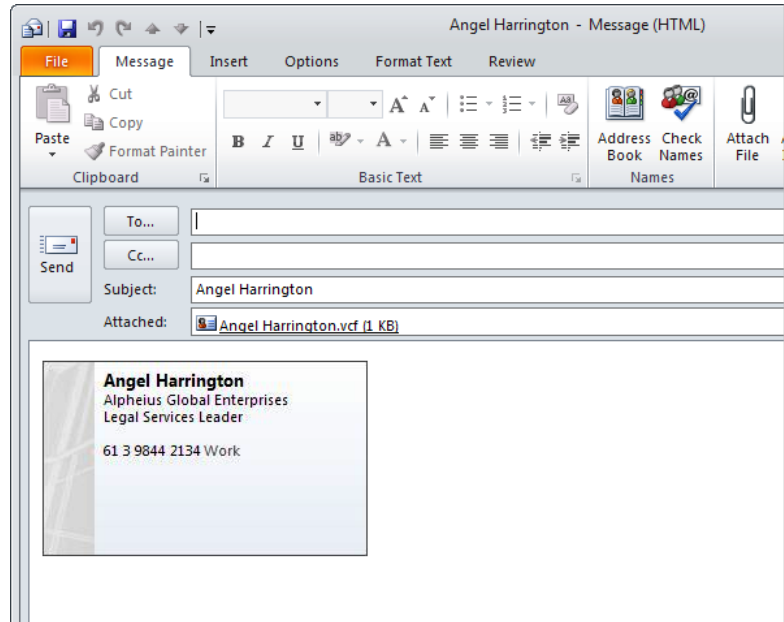 Angel Harrington - Message (HTML)
File Message Insert Options Format Text Review
Cut
Copy
Paste
Format Painter
Clipboard
B I U
Basic Text
Address Book
Check Names
Names
Attach File
To...
Cc...
Send
Subject: Angel Harrington
Attached: Angel Harrington.vcf (1 KB)
Angel Harrington
Alpheius Global Enterprises
Legal Services Leader
61 3 9844 2134 Work